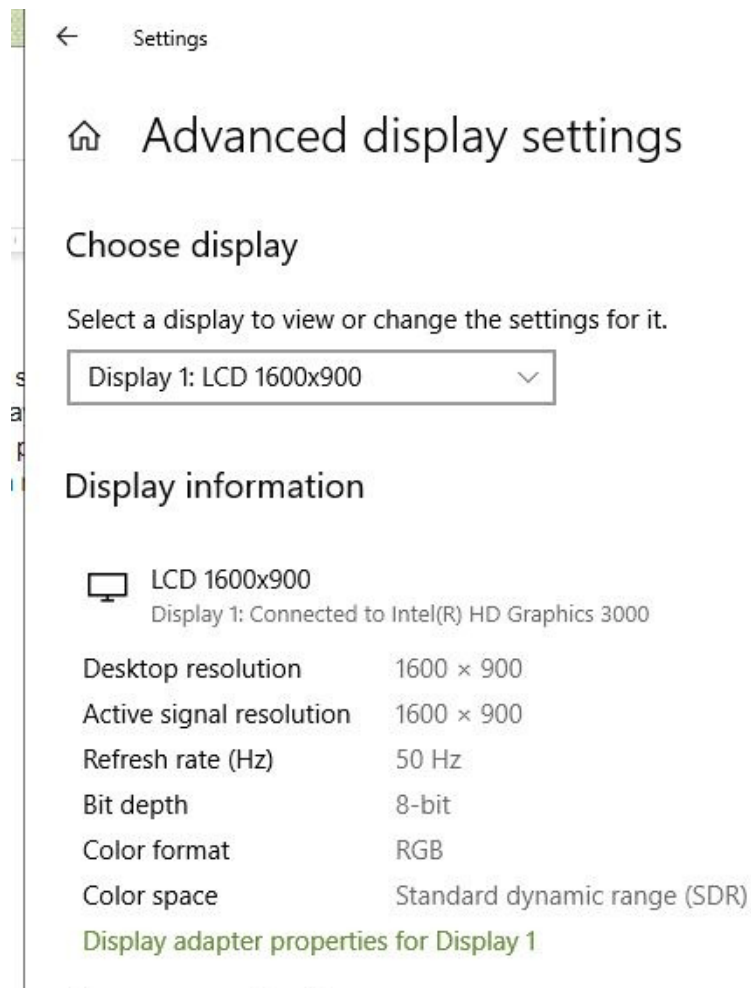 Settings
Advanced display settings
Choose display
Select a display to view or change the settings for it.
Display 1: LCD 1600x900
Display information
LCD 1600x900
Display 1: Connected to Intel(R) HD Graphics 3000
Desktop resolution 1600 × 900
Active signal resolution 1600 × 900
Refresh rate (Hz) 50 Hz
Bit depth 8-bit
Color format RGB
Color space Standard dynamic range (SDR)
Display adapter properties for Display 1